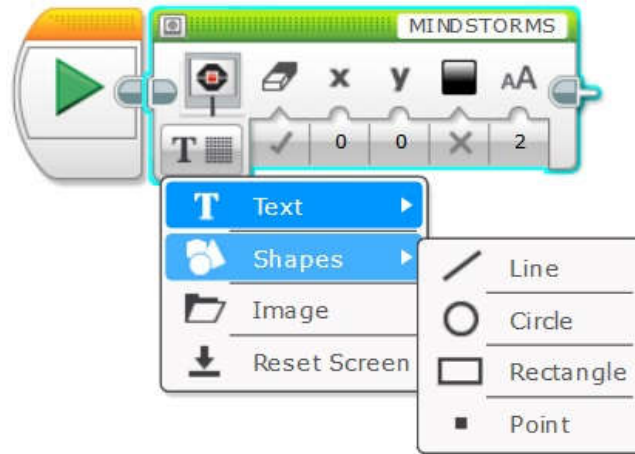 MINDSTORMS
x y AA
T 0 0 2
T Text
Shapes
Image
Reset Screen
Line
Circle
Rectangle
Point